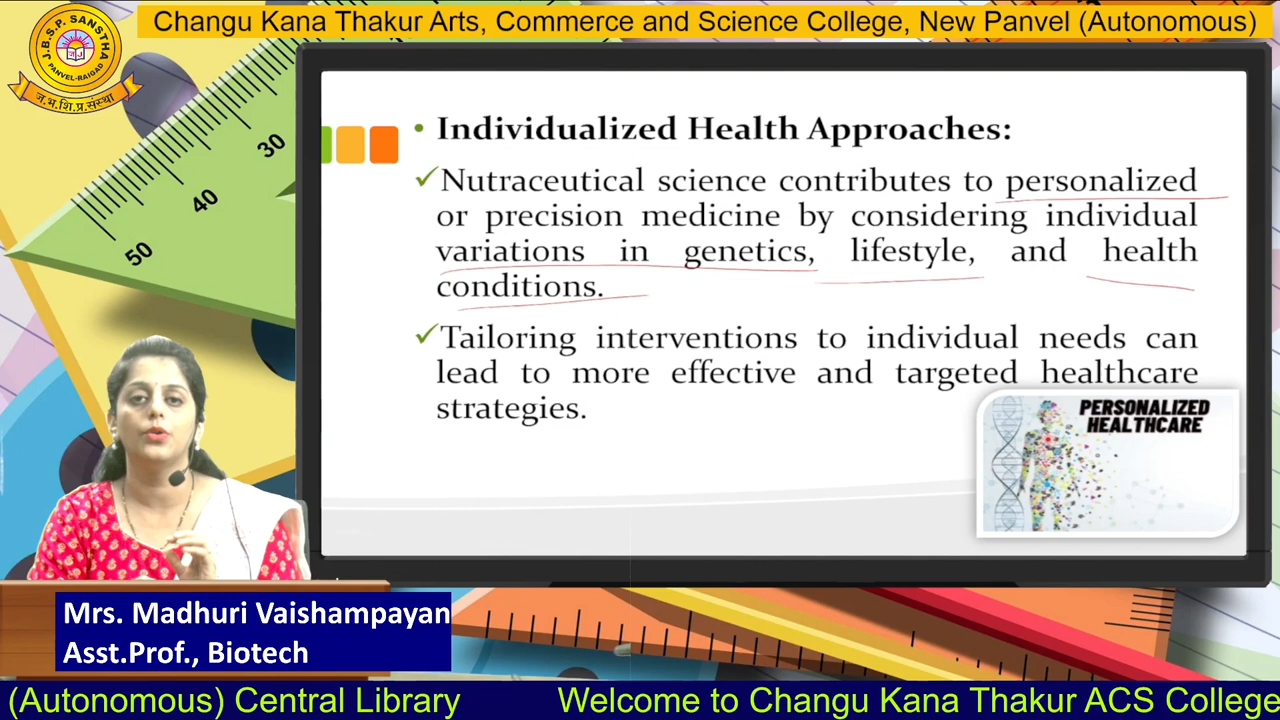 Changu Kana Thakur Arts, Commerce and Science College, New Panvel (Autonomous)
J.B.S.P. SANSTHA
PANVEL-RAIGAD
ज.भ.शि.प्र.संस्था
30
40
50
• Individualized Health Approaches:
✓Nutraceutical science contributes to personalized
or precision medicine by considering individual
variations in genetics, lifestyle, and health
conditions.
✓Tailoring interventions to individual needs can
lead to more effective and targeted healthcare
strategies.
PERSONALIZED
HEALTHCARE
Mrs. Madhuri Vaishampayan
Asst.Prof., Biotech
(Autonomous) Central Library Welcome to Changu Kana Thakur ACS College